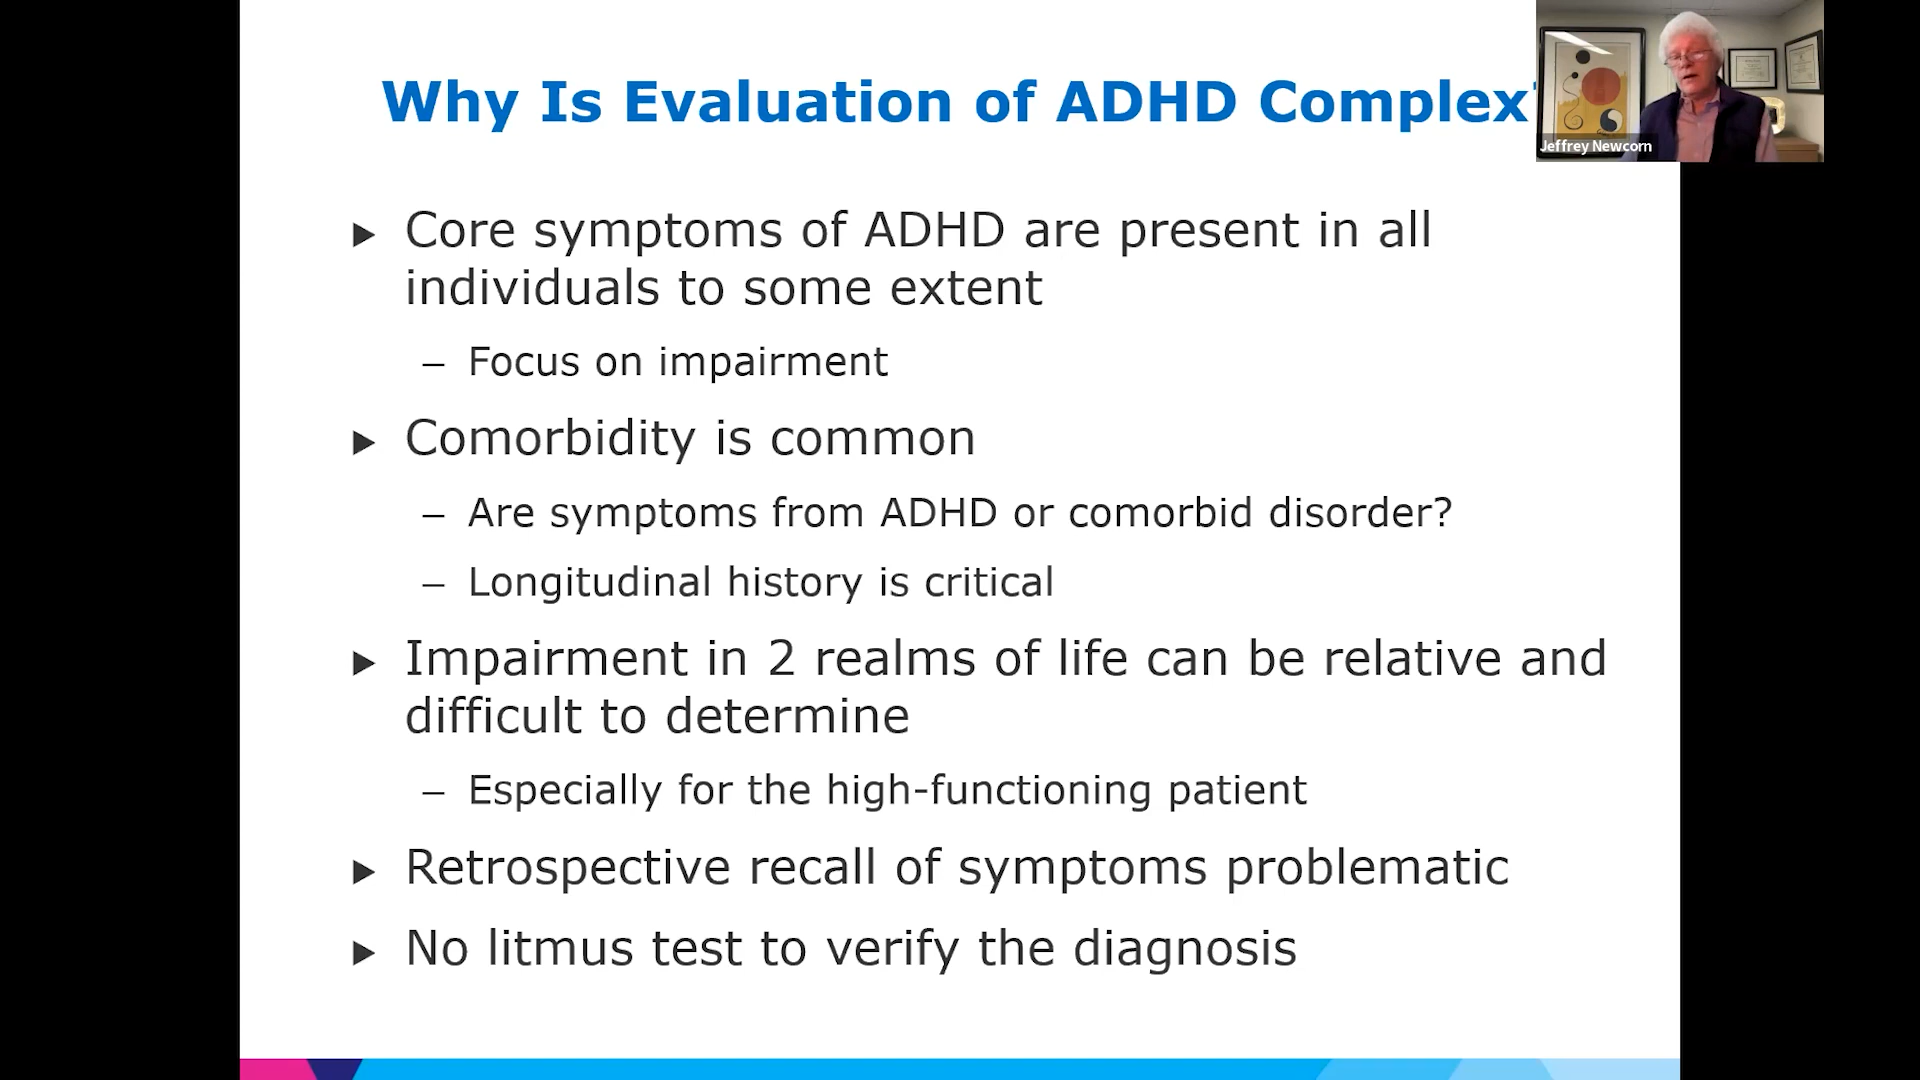 Why Is Evaluation of ADHD Complex?
Jeffrey Newcorn
▶ Core symptoms of ADHD are present in all
individuals to some extent
– Focus on impairment
▶ Comorbidity is common
– Are symptoms from ADHD or comorbid disorder?
– Longitudinal history is critical
▶ Impairment in 2 realms of life can be relative and
difficult to determine
– Especially for the high-functioning patient
▶ Retrospective recall of symptoms problematic
▶ No litmus test to verify the diagnosis